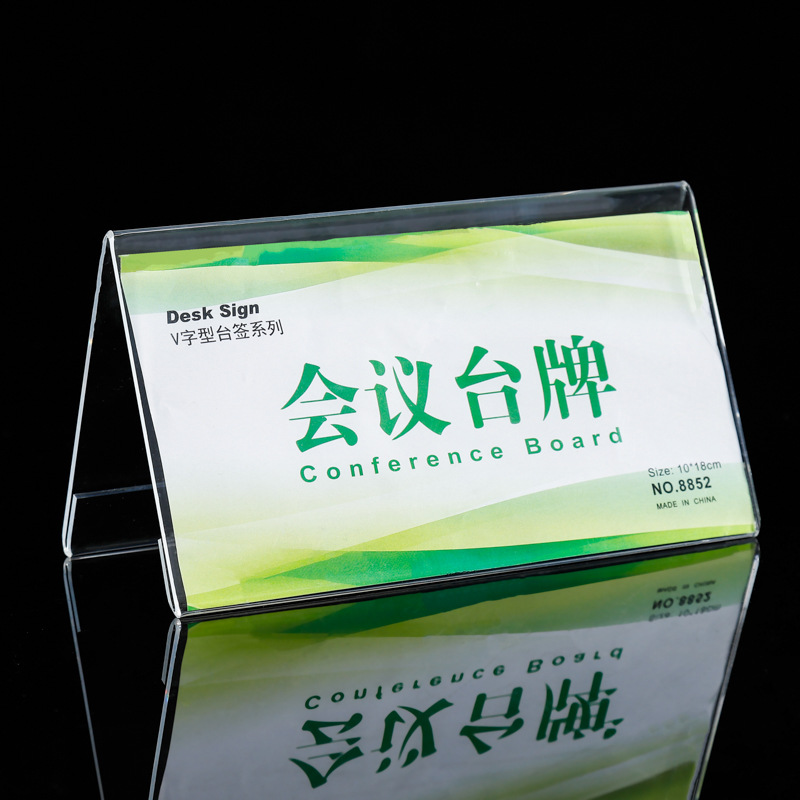 Desk Sign
V字型台签系列
会议台牌
Conference Board
Size: 10*18cm
NO.8852
MADE IN CHINA